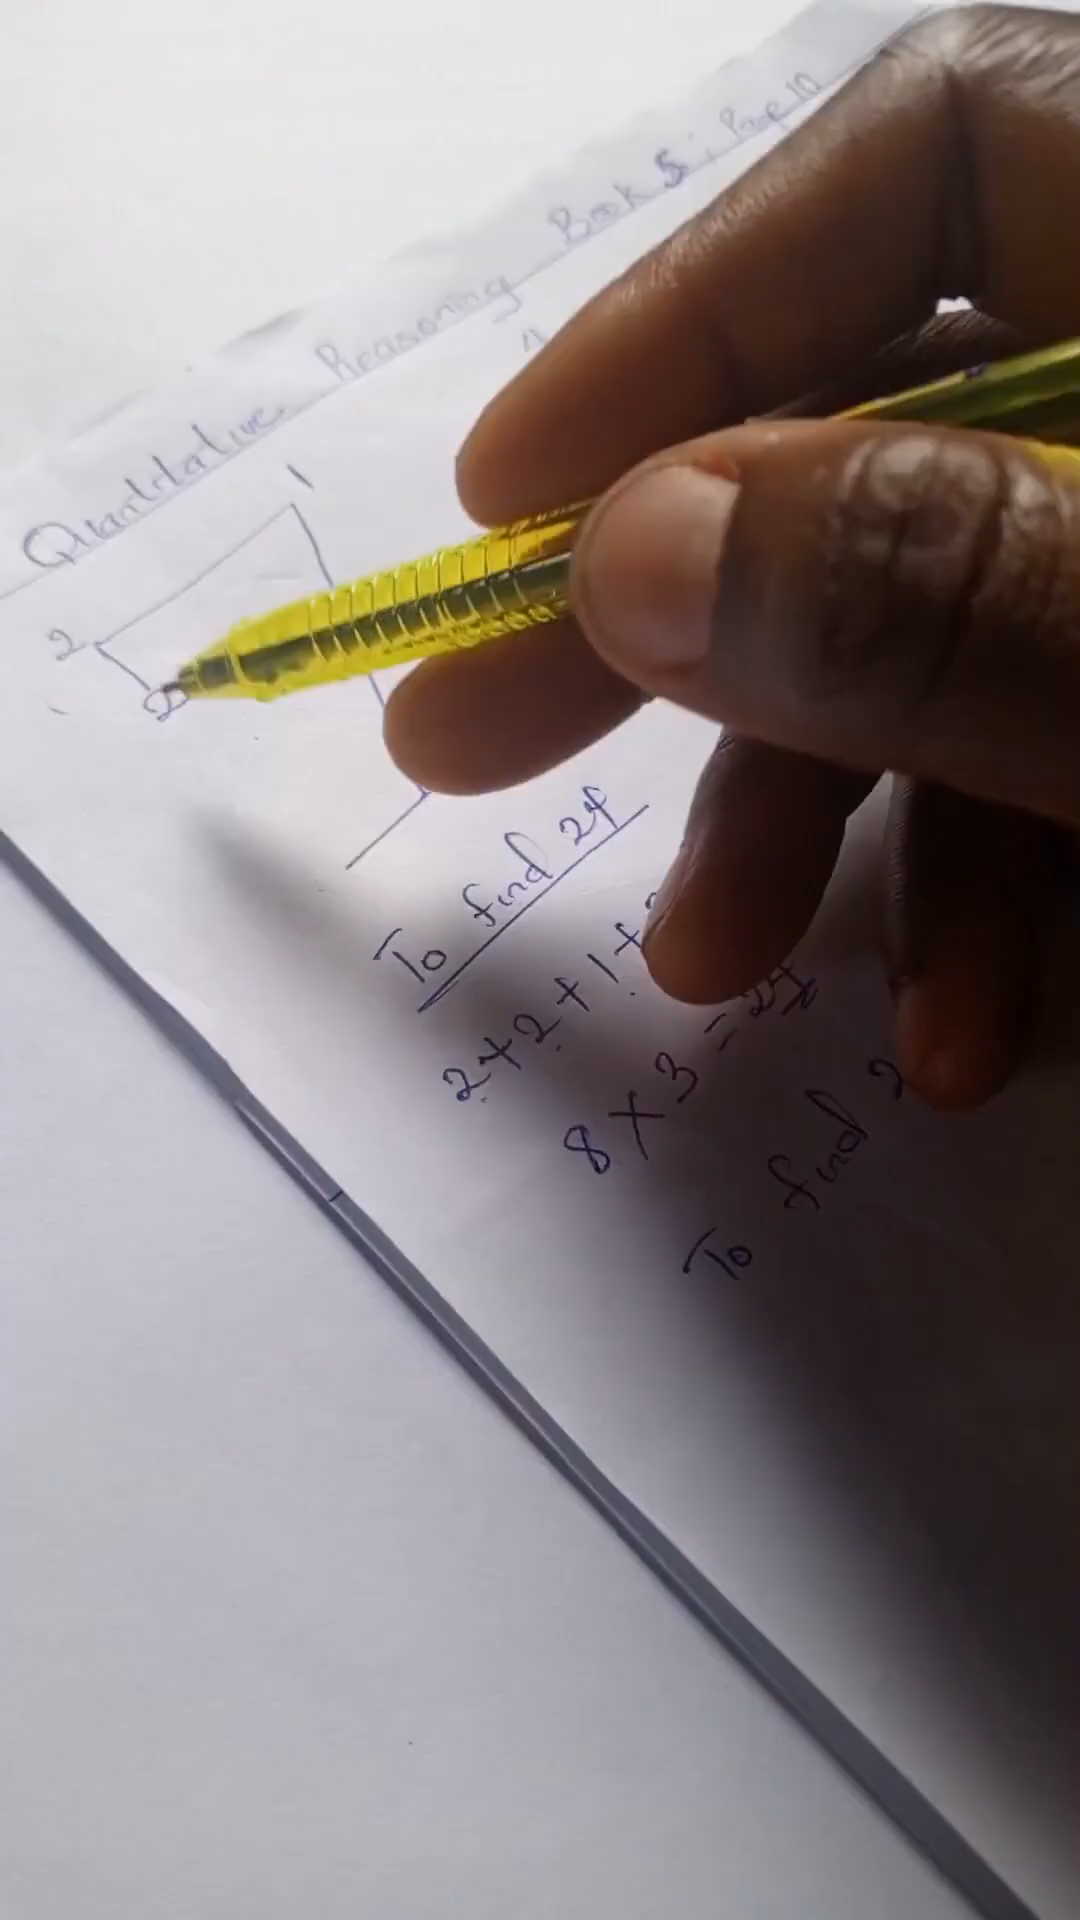 Quantitative Reasoning Book 5, Page 10
1
2
2
To find 24
2+2+1+
8 × 3 = 24
To find 2